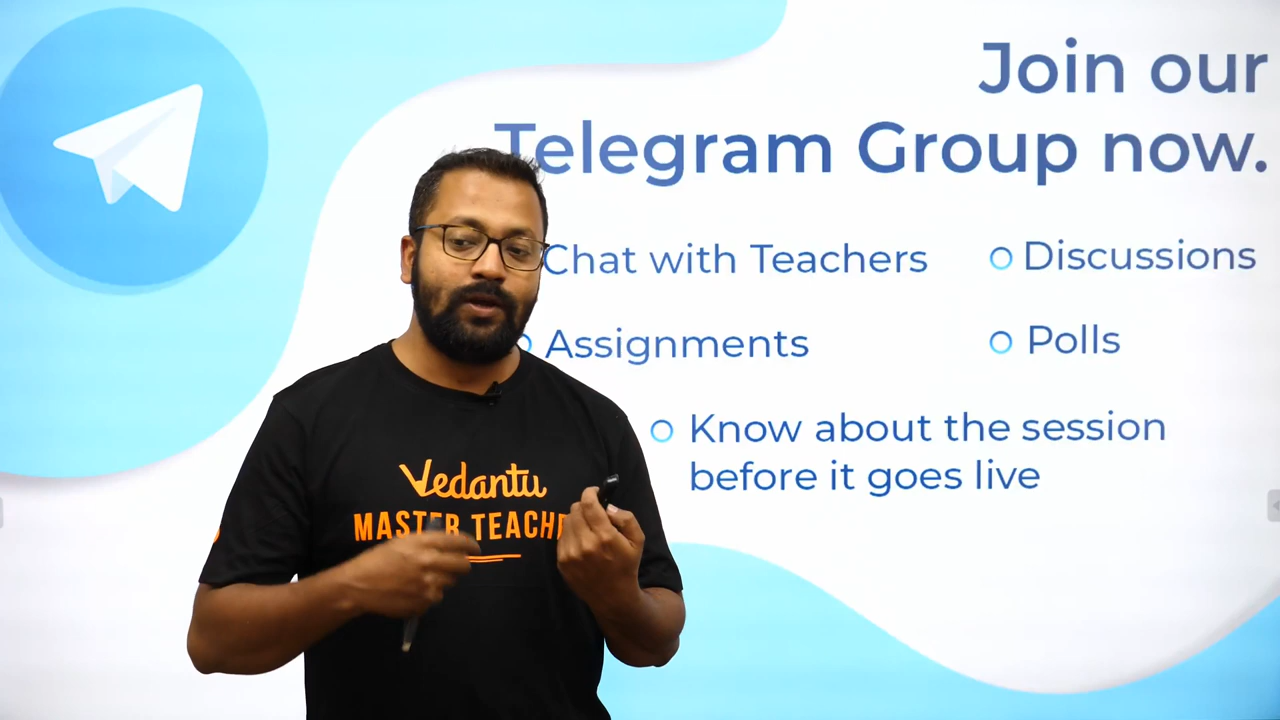 Join our
Telegram Group now.
Chat with Teachers
Discussions
Assignments
Polls
Know about the session
before it goes live
Vedantu
MASTER TEACHE